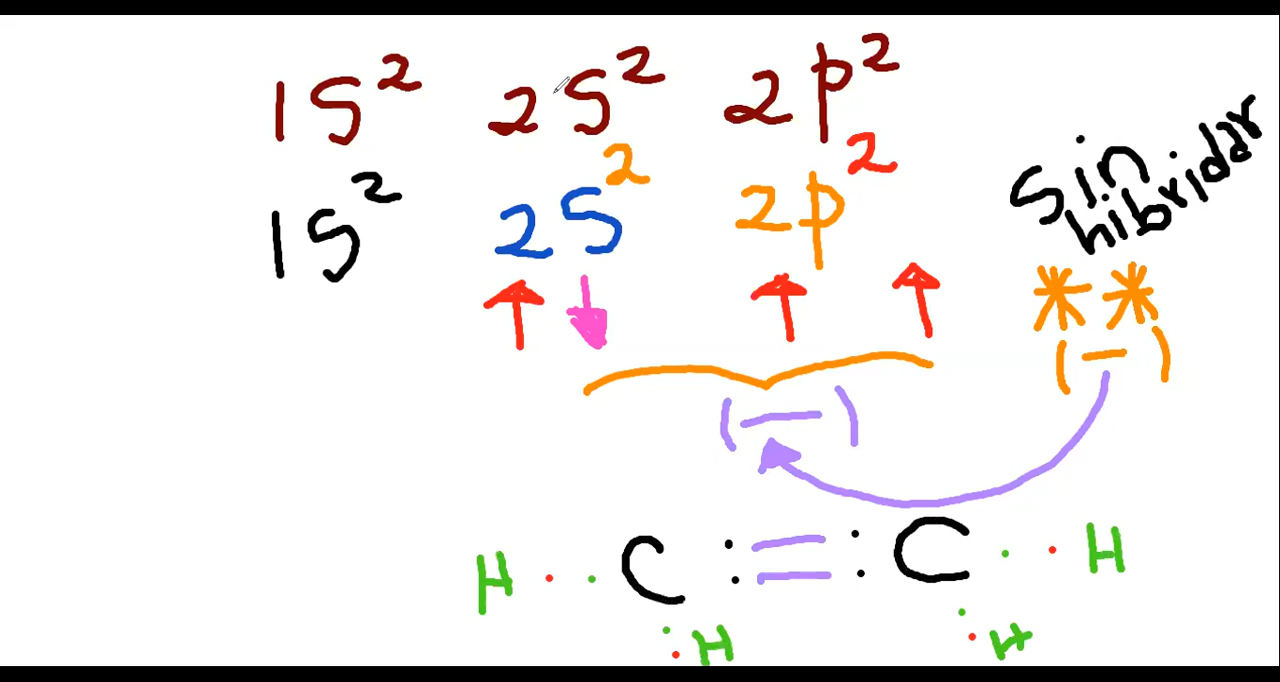 1S² 2S² 2p²
1S² 2S² 2p²
Sin
hibridar
** **
(—)
(—)
H · · C : = : C · · H
: H : H